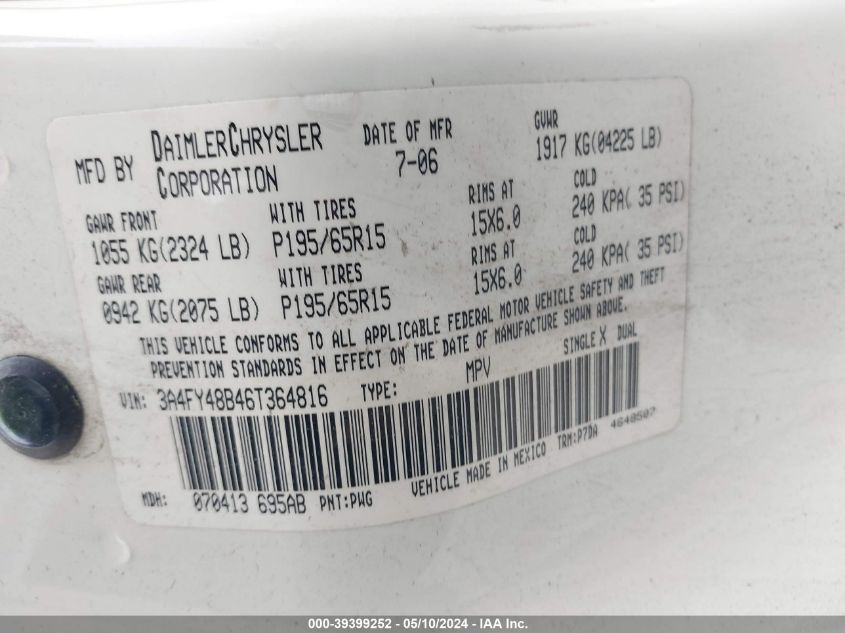 MFD BY DAIMLERCHRYSLER CORPORATION
DATE OF MFR 7-06
GVWR 1917 KG(04225 LB)
GAWR FRONT WITH TIRES RIMS AT COLD
1055 KG(2324 LB) P195/65R15 15X6.0 240 KPA( 35 PSI)
GAWR REAR WITH TIRES RIMS AT COLD
0942 KG(2075 LB) P195/65R15 15X6.0 240 KPA( 35 PSI)
THIS VEHICLE CONFORMS TO ALL APPLICABLE FEDERAL MOTOR VEHICLE SAFETY AND THEFT
PREVENTION STANDARDS IN EFFECT ON THE DATE OF MANUFACTURE SHOWN ABOVE.
VIN: 3A4FY48B46T364816 TYPE: MPV SINGLE X DUAL
MDH: 070413 695AB PNT:PWG VEHICLE MADE IN MEXICO TRM:P7DA 4648507
000-39399252 - 05/10/2024 - IAA Inc.